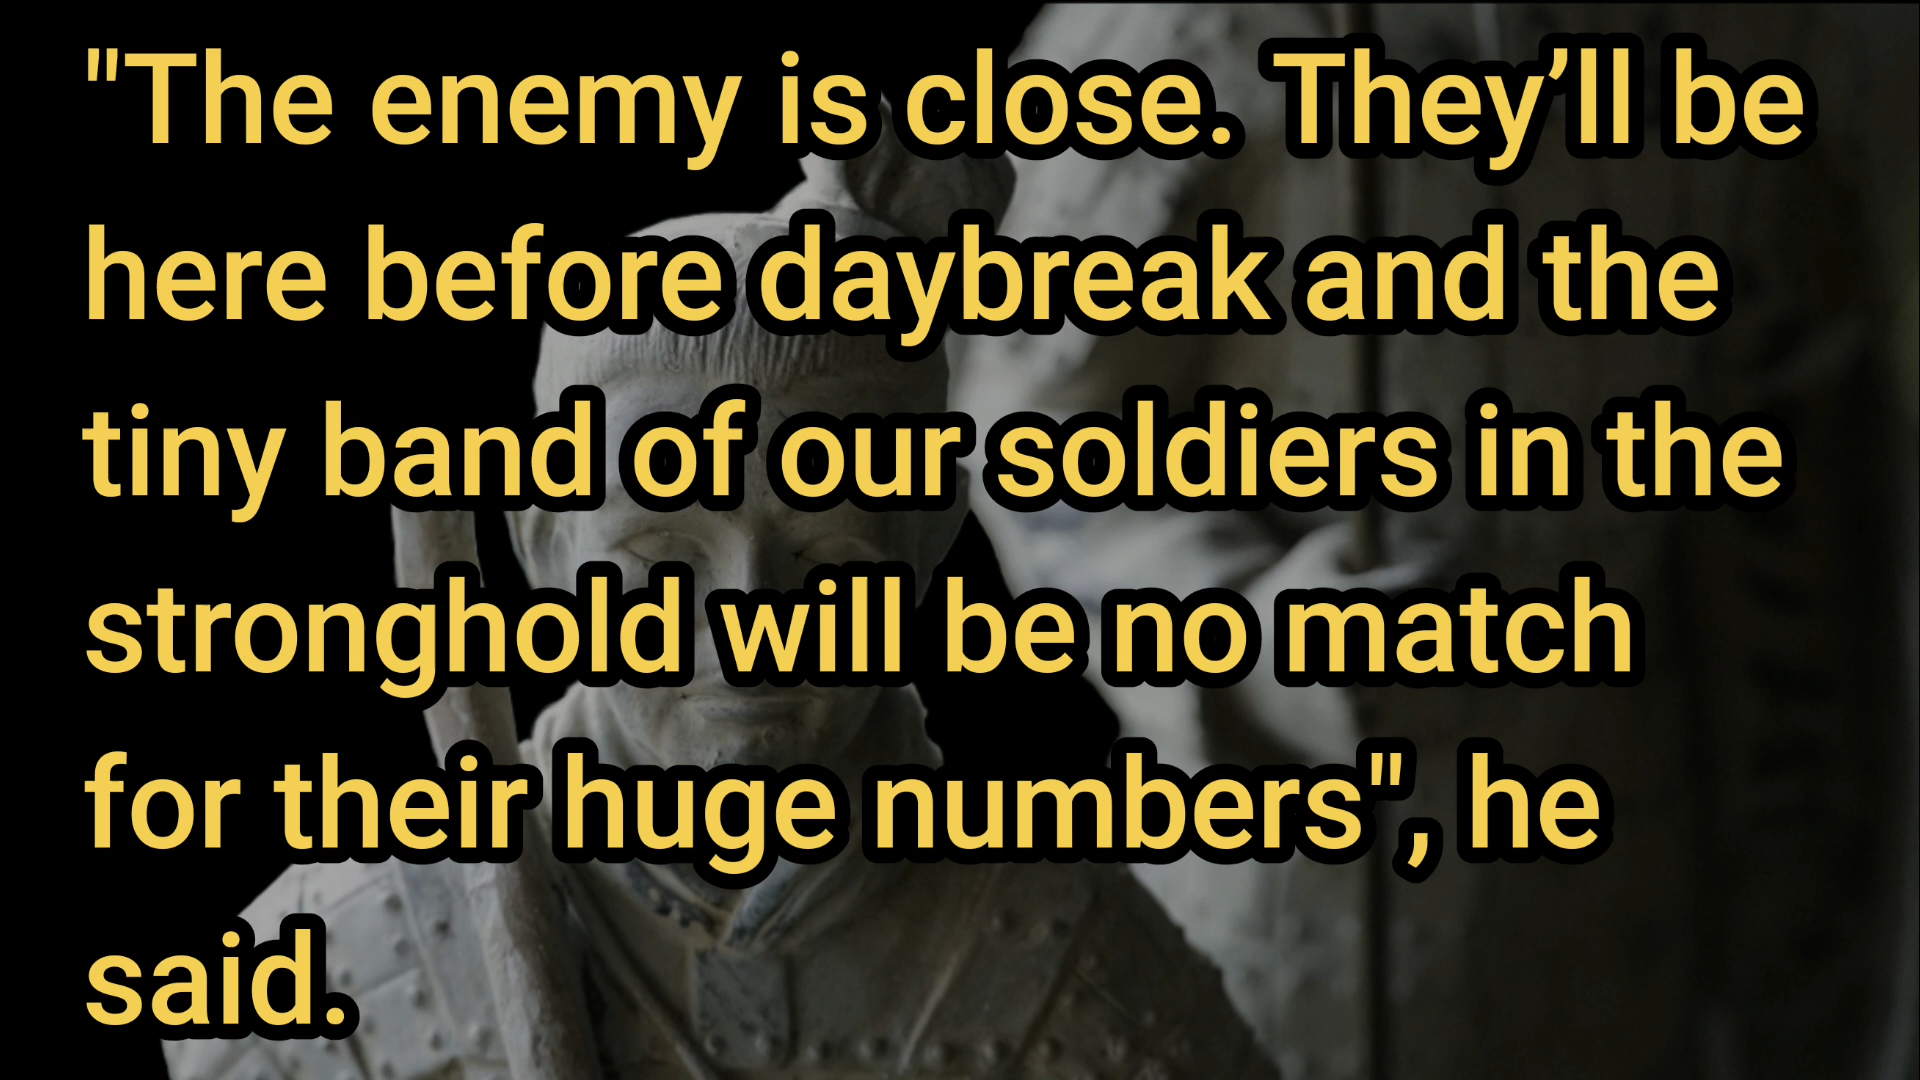 "The enemy is close. They’ll be
here before daybreak and the
tiny band of our soldiers in the
stronghold will be no match
for their huge numbers", he
said.